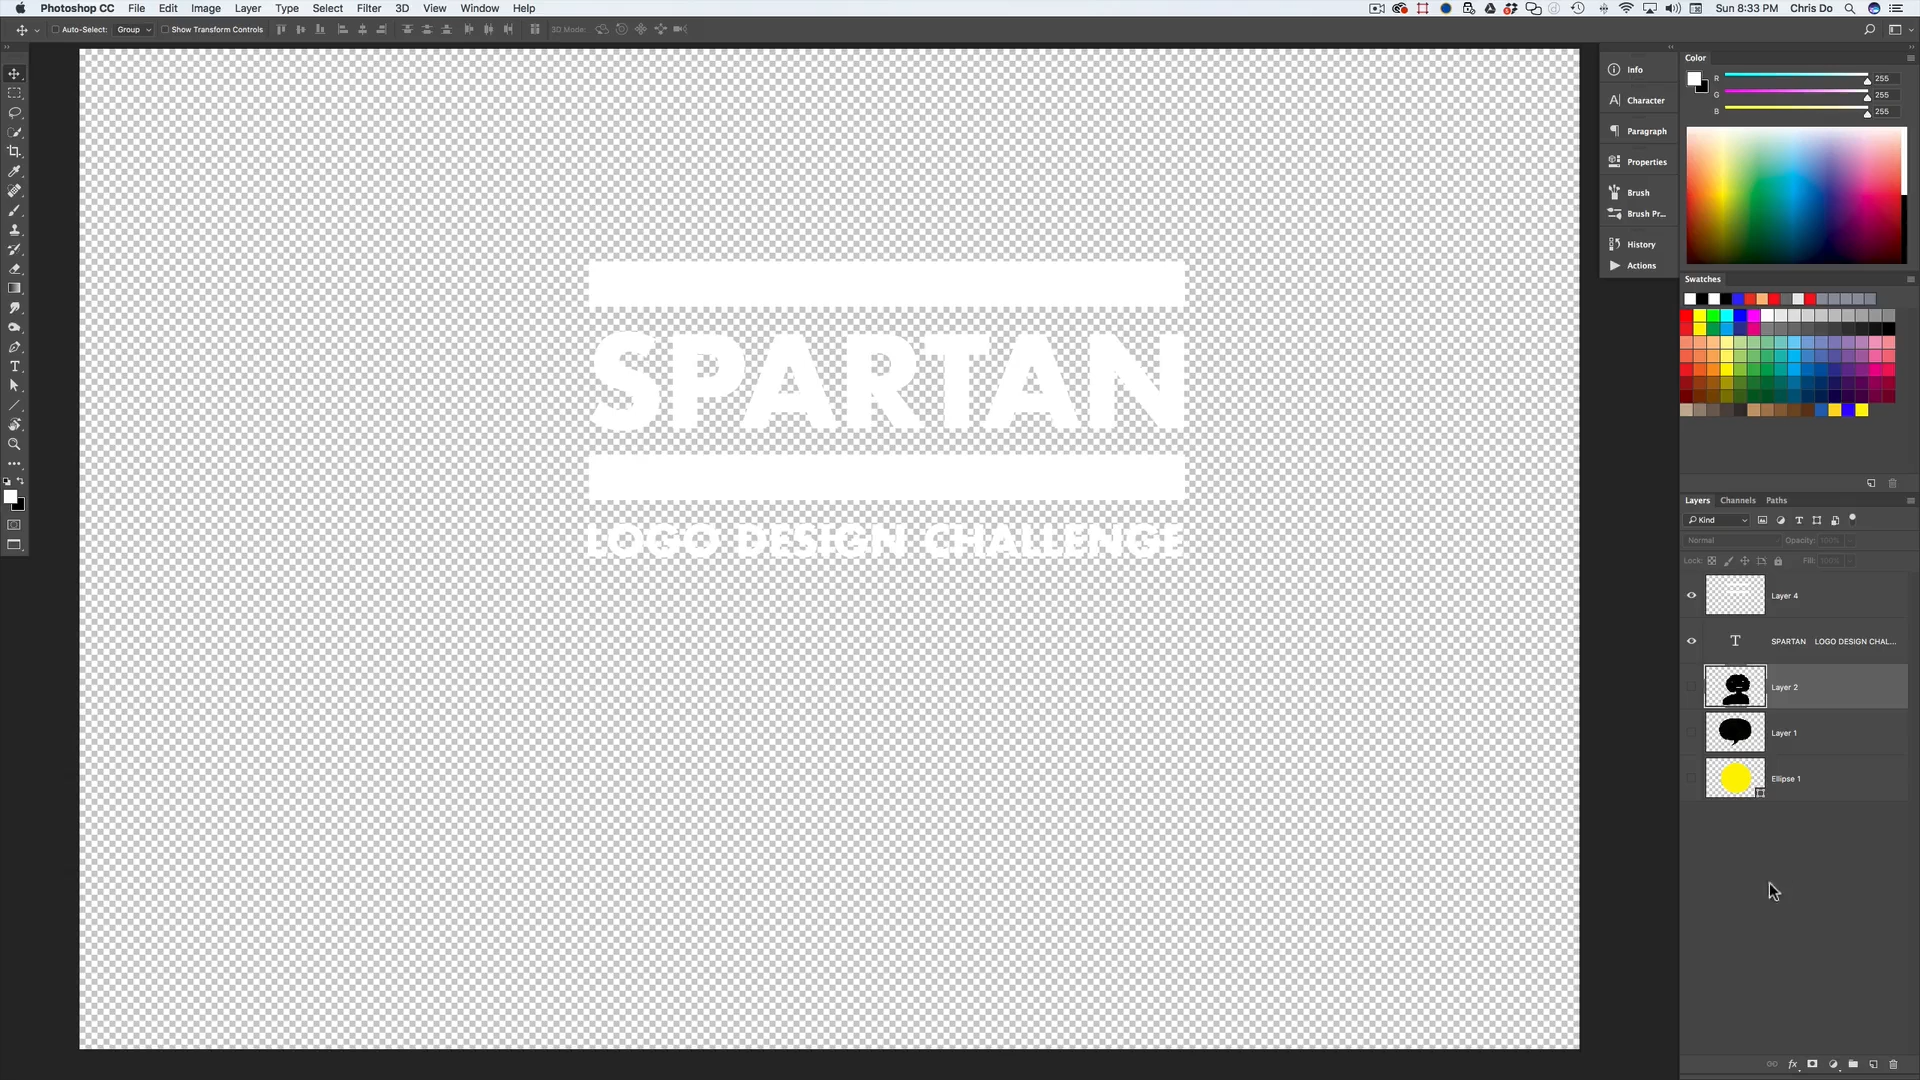 Photoshop CC File Edit Image Layer Type Select Filter 3D View Window Help Sun 8:33 PM Chris Do
Auto-Select: Group Show Transform Controls 3D Mode:
Info
Character
Paragraph
Properties
Brush
Brush Pr...
History
Actions
Color
R 255
G 255
B 255
Swatches
SPARTAN
LOGO DESIGN CHALLENGE
Layers Channels Paths
Kind
Normal Opacity: 100%
Lock: Fill: 100%
Layer 4
SPARTAN LOGO DESIGN CHAL...
Layer 2
Layer 1
Ellipse 1